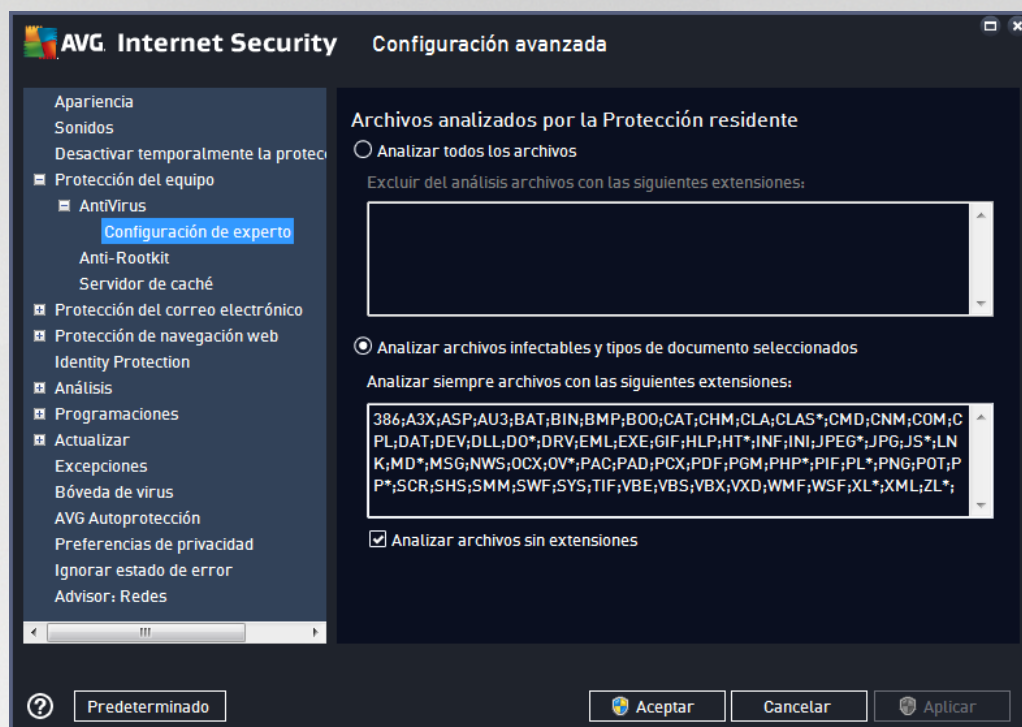 AVG. Internet Security
Configuración avanzada
Apariencia
Sonidos
Desactivar temporalmente la protec
Protección del equipo
AntiVirus
Configuración de experto
Anti-Rootkit
Servidor de caché
Protección del correo electrónico
Protección de navegación web
Identity Protection
Análisis
Programaciones
Actualizar
Excepciones
Bóveda de virus
AVG Autoprotección
Preferencias de privacidad
Ignorar estado de error
Advisor: Redes
Archivos analizados por la Protección residente
Analizar todos los archivos
Excluir del análisis archivos con las siguientes extensiones:
Analizar archivos infectables y tipos de documento seleccionados
Analizar siempre archivos con las siguientes extensiones:
386;A3X;ASP;AU3;BAT;BIN;BMP;BOO;CAT;CHM;CLA;CLAS*;CMD;CNM;COM;C
PL;DAT;DEV;DLL;DO*;DRV;EML;EXE;GIF;HLP;HT*;INF;INI;JPEG*;JPG;JS*;LN
K;MD*;MSG;NWS;OCX;OV*;PAC;PAD;PCX;PDF;PGM;PHP*;PIF;PL*;PNG;POT;P
P*;SCR;SHS;SMM;SWF;SYS;TIF;VBE;VBS;VBX;VXD;WMF;WSF;XL*;XML;ZL*;
Analizar archivos sin extensiones
Predeterminado
Aceptar
Cancelar
Aplicar